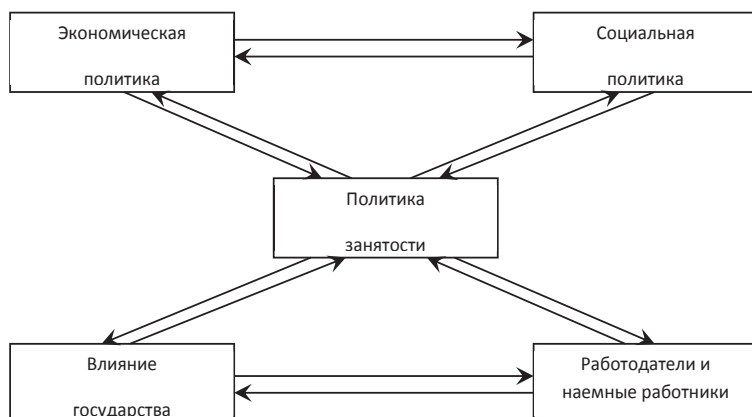 Экономическая
политика
Социальная
политика
Политика
занятости
Влияние
государства
Работодатели и
наемные работники